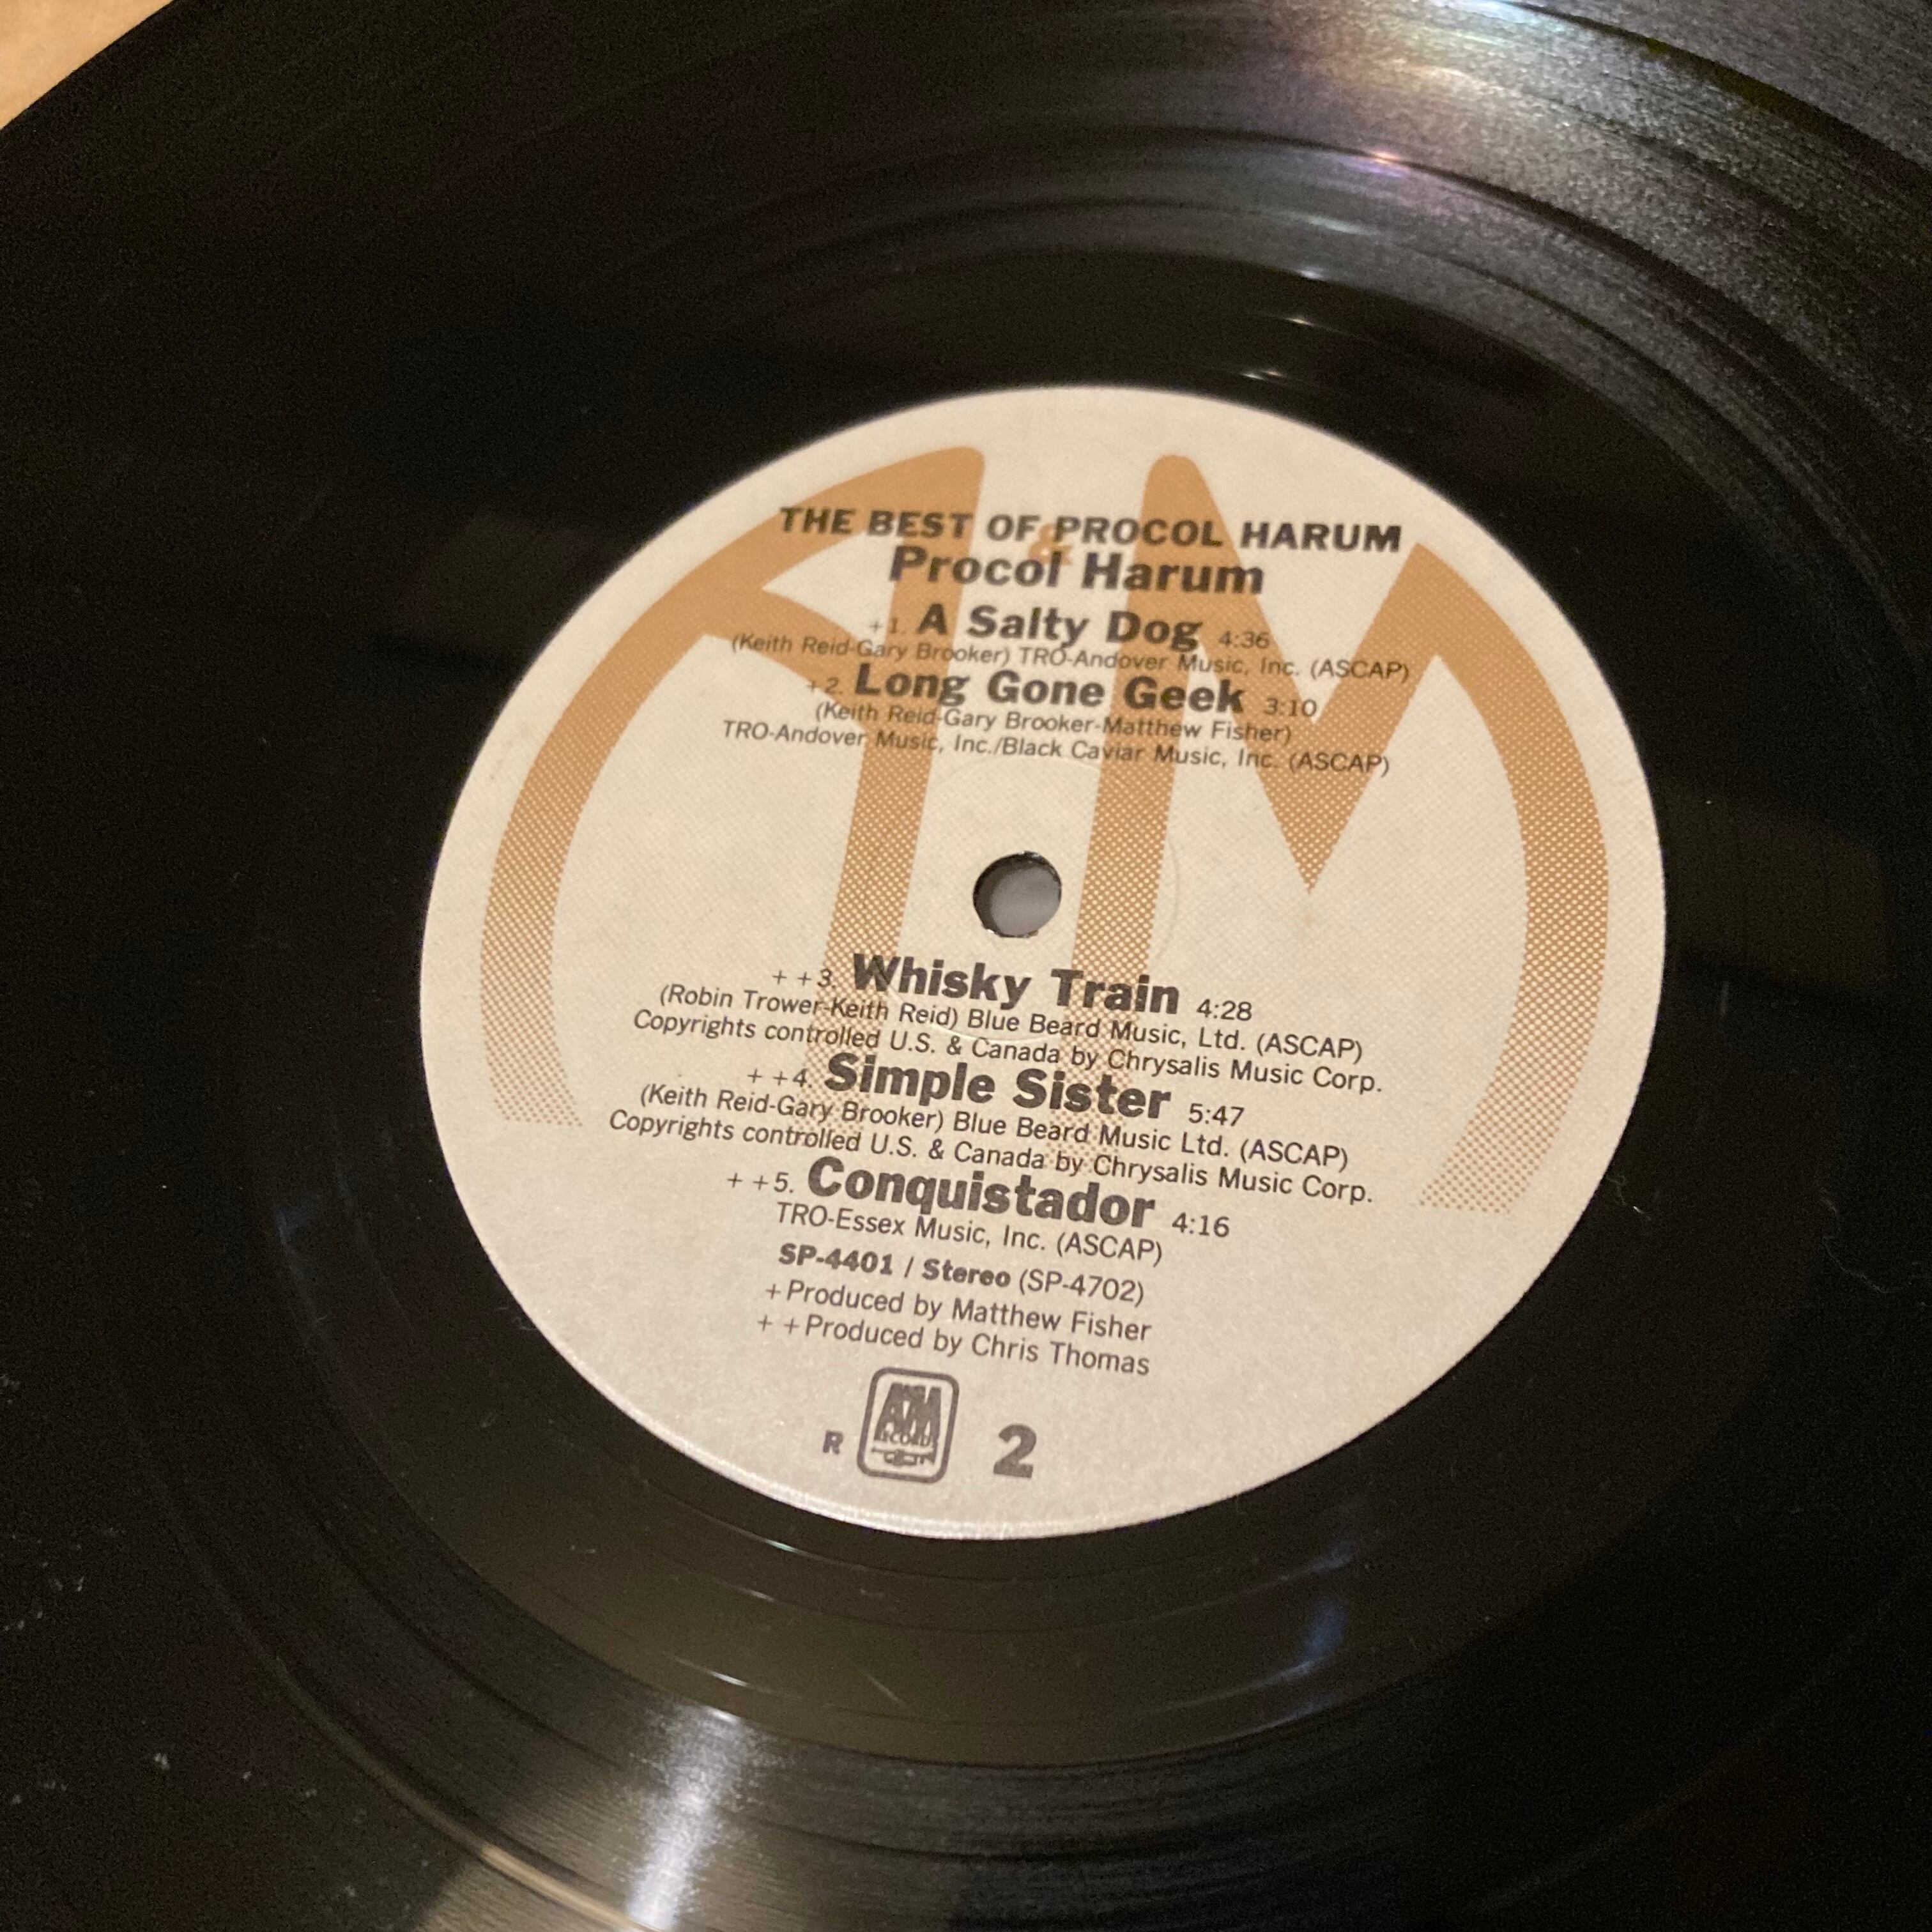 THE BEST OF PROCOL HARUM
Procol Harum
+1. A Salty Dog 4:36
(Keith Reid-Gary Brooker) TRO-Andover Music, Inc. (ASCAP)
+2. Long Gone Geek 3:10
(Keith Reid-Gary Brooker-Matthew Fisher)
TRO-Andover Music, Inc./Black Caviar Music, Inc. (ASCAP)
++3. Whisky Train 4:28
(Robin Trower-Keith Reid) Blue Beard Music, Ltd. (ASCAP)
Copyrights controlled U.S. & Canada by Chrysalis Music Corp.
++4. Simple Sister 5:47
(Keith Reid-Gary Brooker) Blue Beard Music Ltd. (ASCAP)
Copyrights controlled U.S. & Canada by Chrysalis Music Corp.
++5. Conquistador 4:16
TRO-Essex Music, Inc. (ASCAP)
SP-4401 / Stereo (SP-4702)
+Produced by Matthew Fisher
++Produced by Chris Thomas
R A&M RECORDS 2
A&M